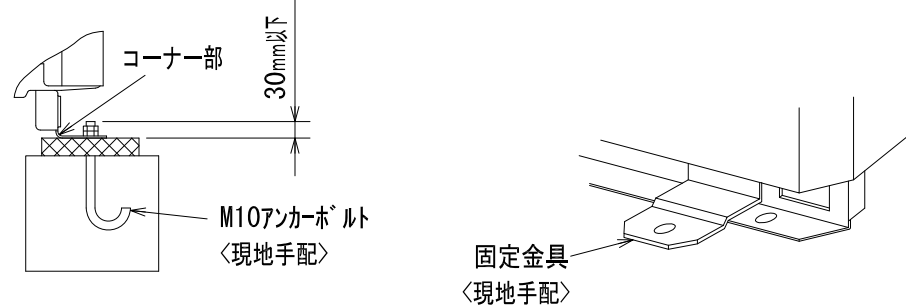 コーナー部
30mm以下
M10アンカーボルト
〈現地手配〉
固定金具
〈現地手配〉